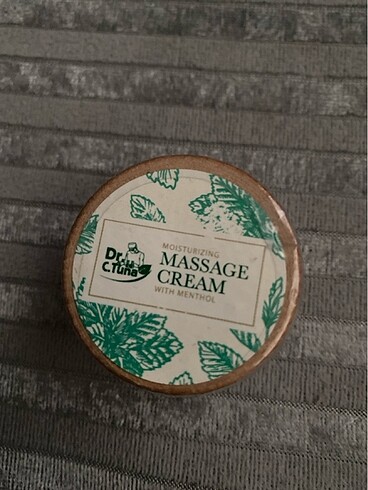 Dr.
C.Tuna
MOISTURIZING
MASSAGE
CREAM
WITH MENTHOL